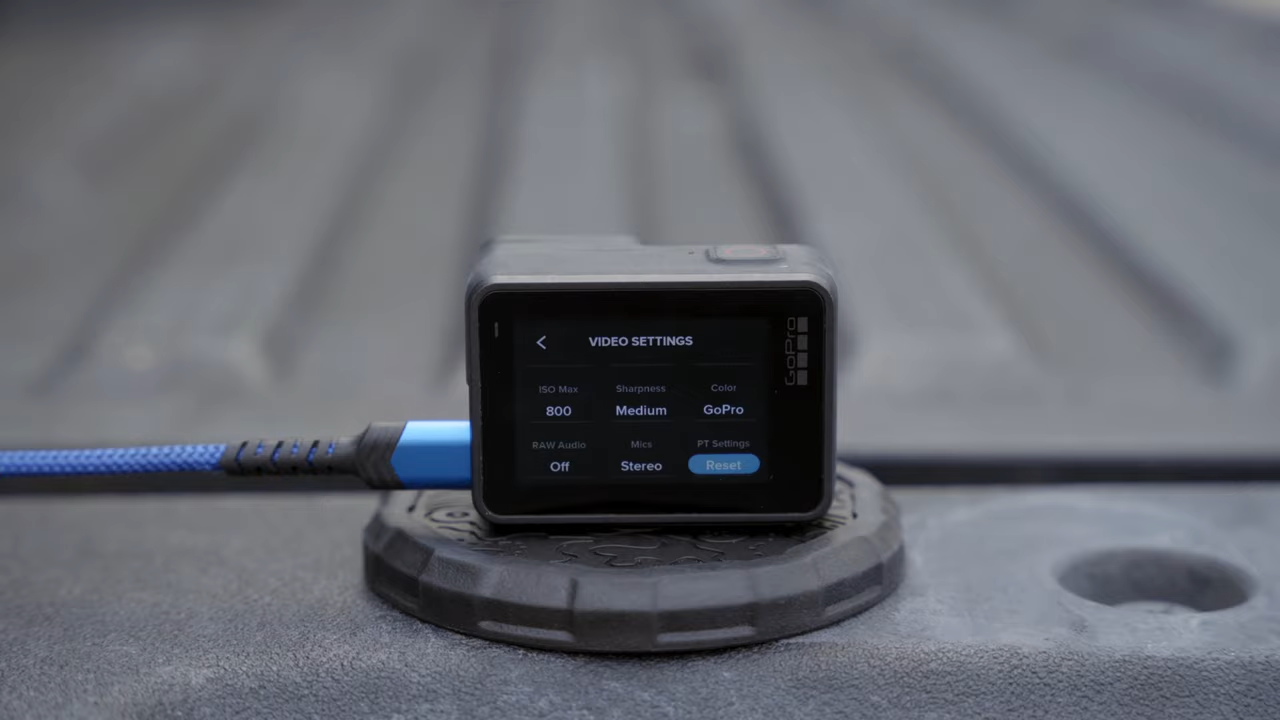 VIDEO SETTINGS
ISO Max Sharpness Color
800 Medium GoPro
RAW Audio Mics PT Settings
Off Stereo Reset
GoPro